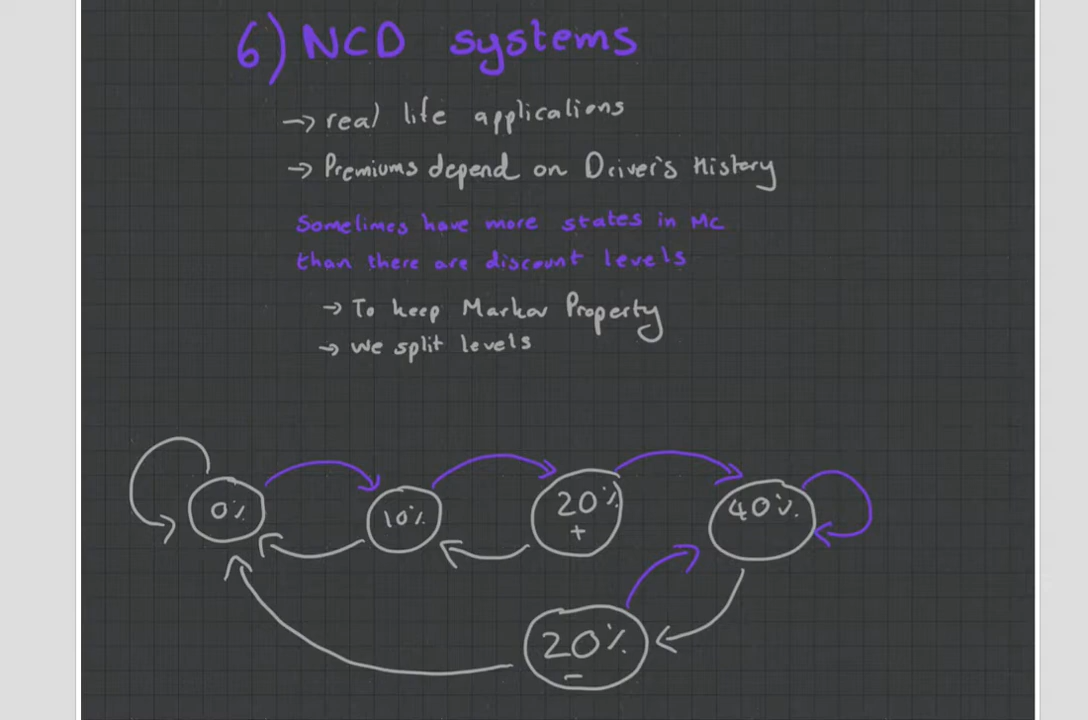 6) NCD systems
→ real life applications
→ Premiums depend on Driver's History
Sometimes have more states in MC
than there are discount levels
→ To keep Markov Property
→ we split levels
0%
10%
20%
+
40%
20%
-